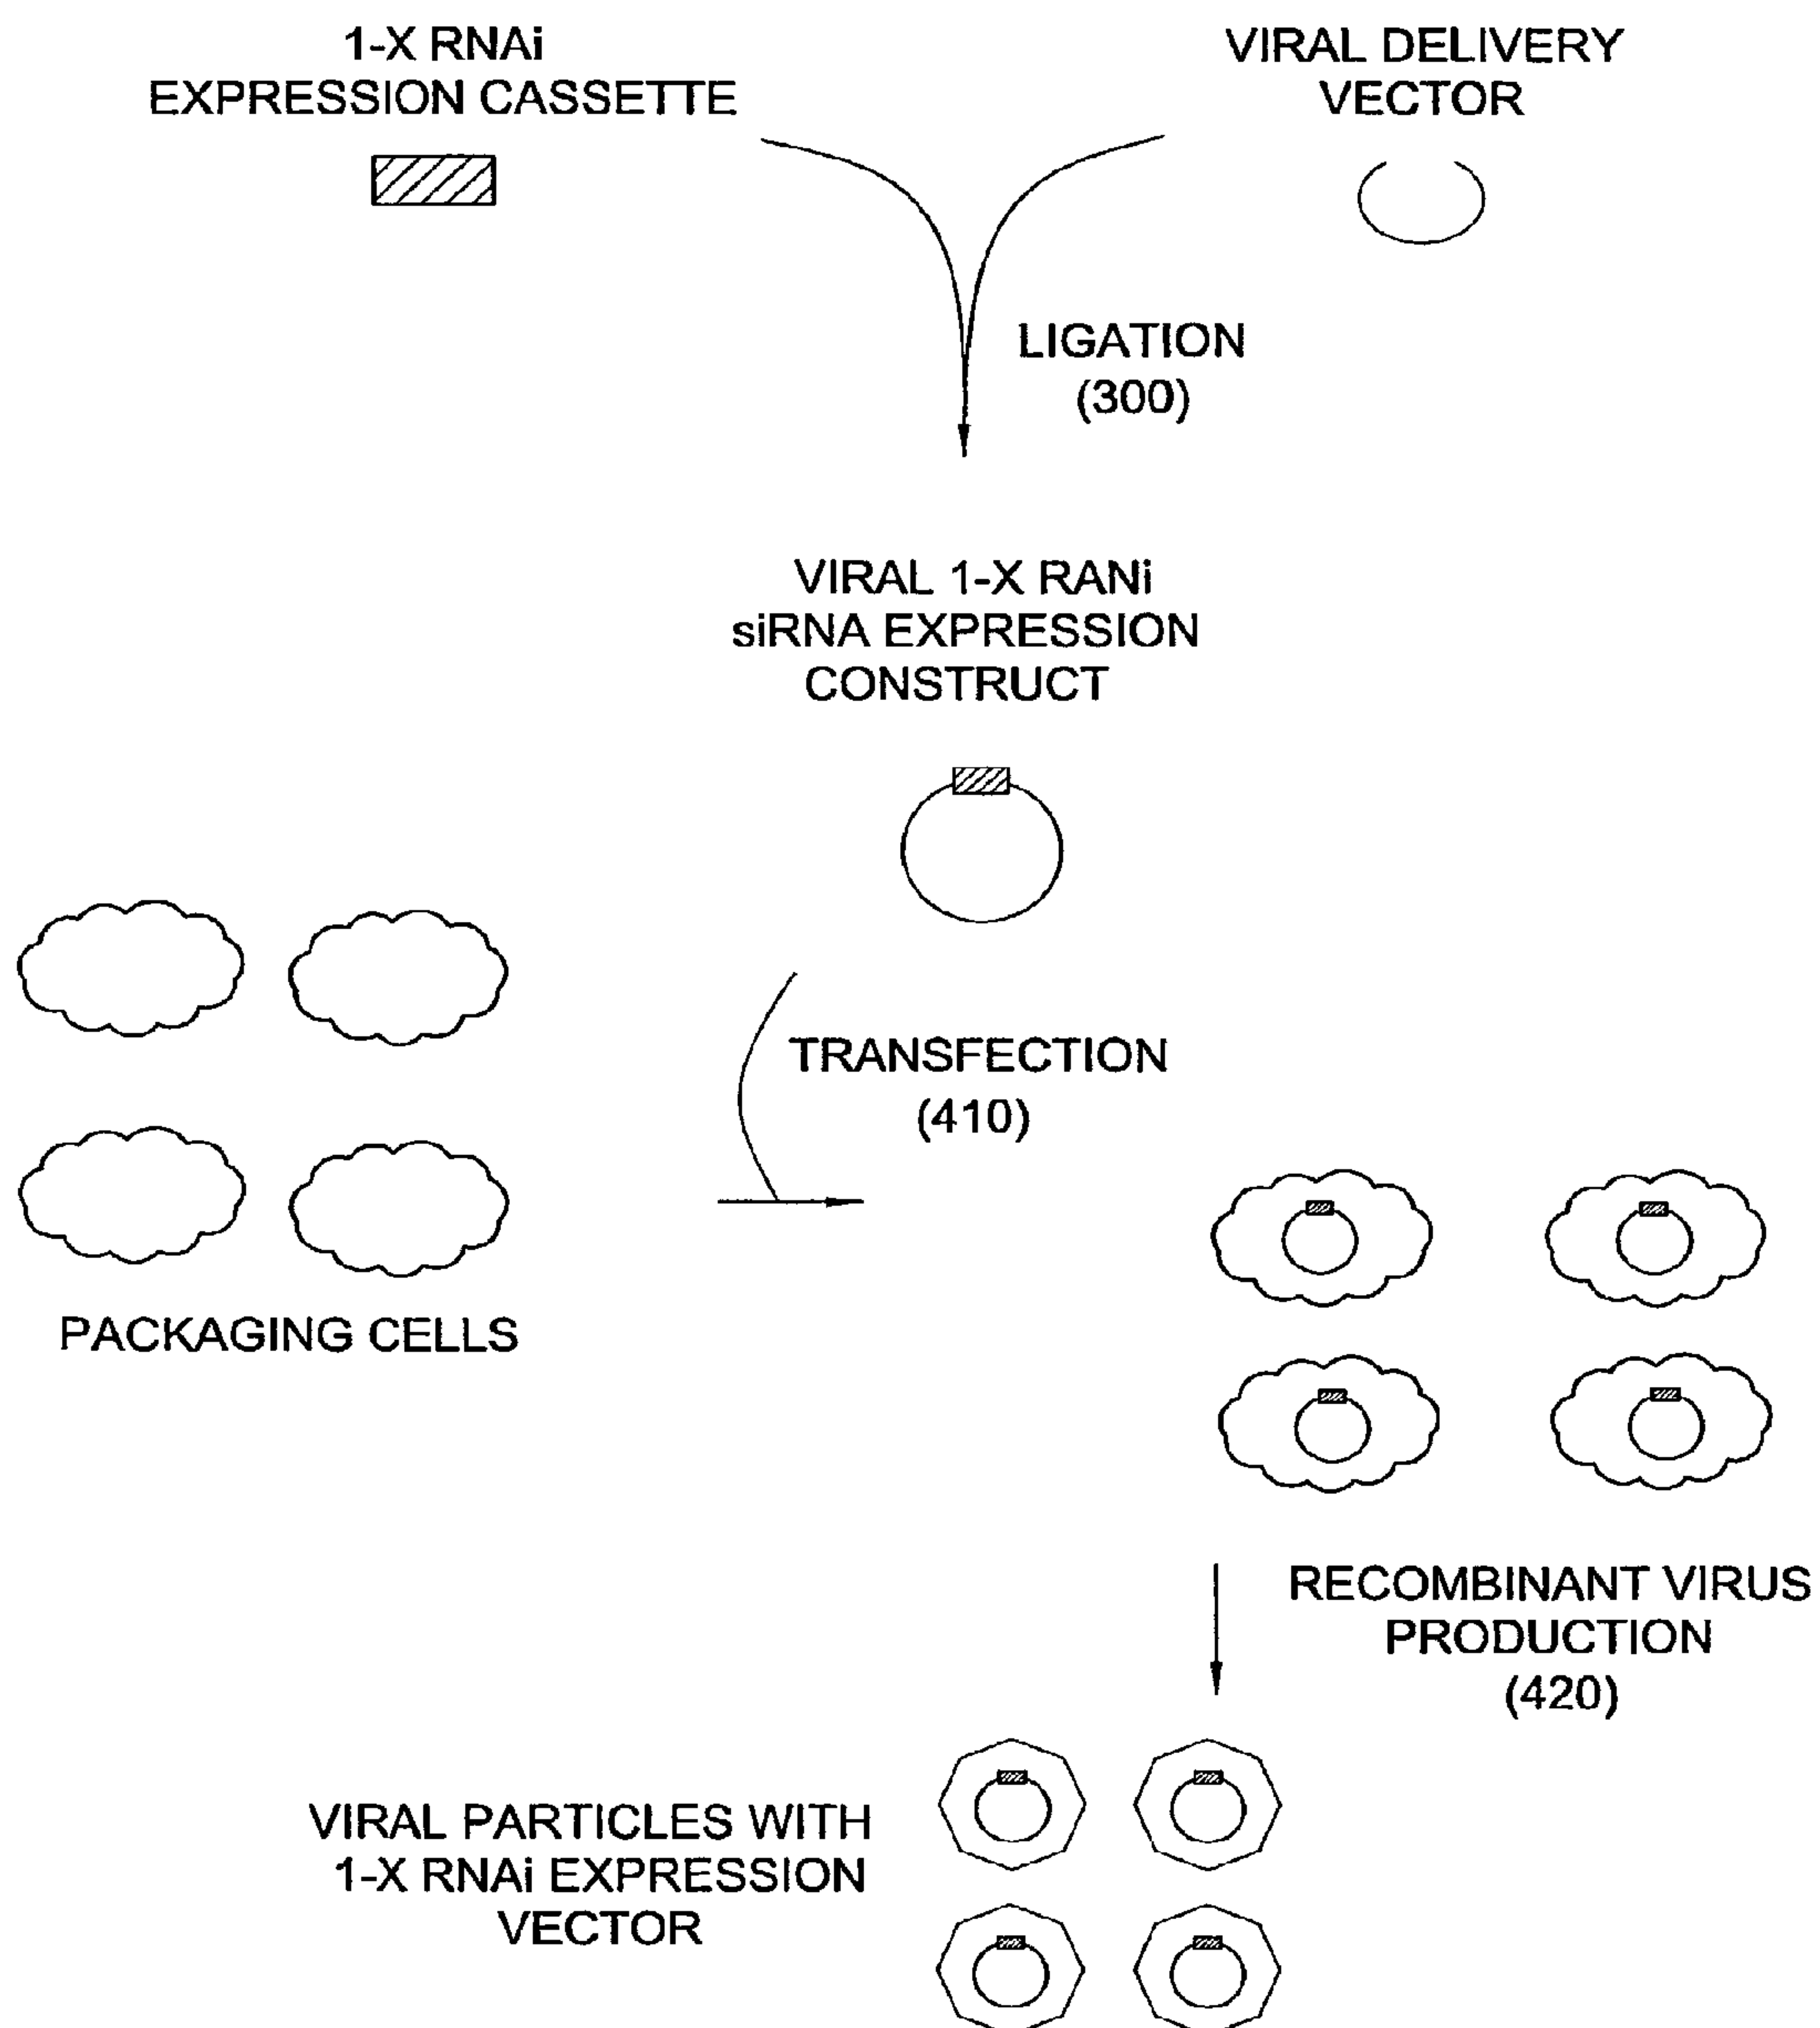 1-X RNAi
EXPRESSION CASSETTE
VIRAL DELIVERY
VECTOR
LIGATION
(300)
VIRAL 1-X RANi
siRNA EXPRESSION
CONSTRUCT
TRANSFECTION
(410)
PACKAGING CELLS
RECOMBINANT VIRUS
PRODUCTION
(420)
VIRAL PARTICLES WITH
1-X RNAi EXPRESSION
VECTOR